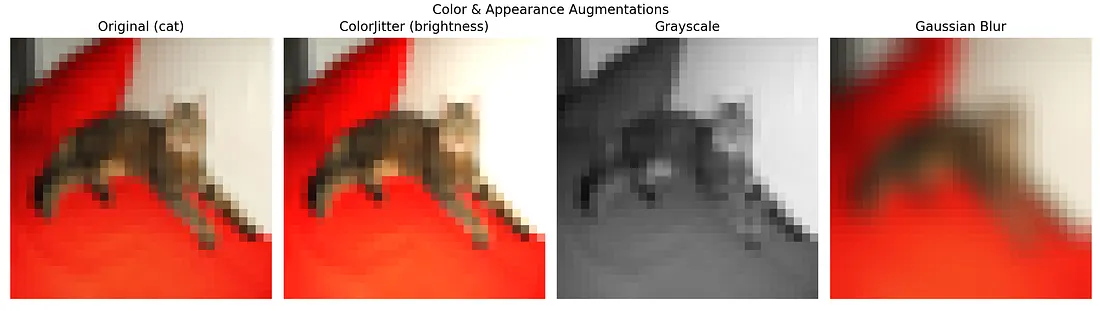 Color & Appearance Augmentations
Original (cat)
ColorJitter (brightness)
Grayscale
Gaussian Blur